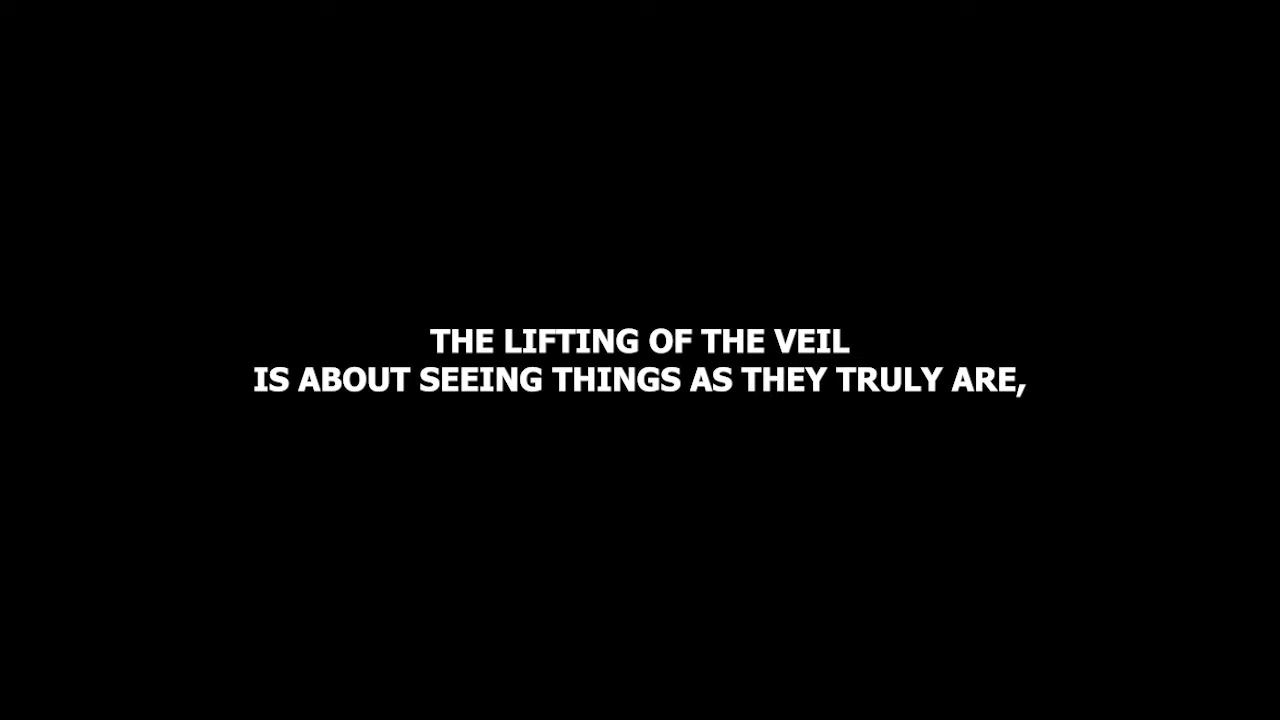 THE LIFTING OF THE VEIL
IS ABOUT SEEING THINGS AS THEY TRULY ARE,